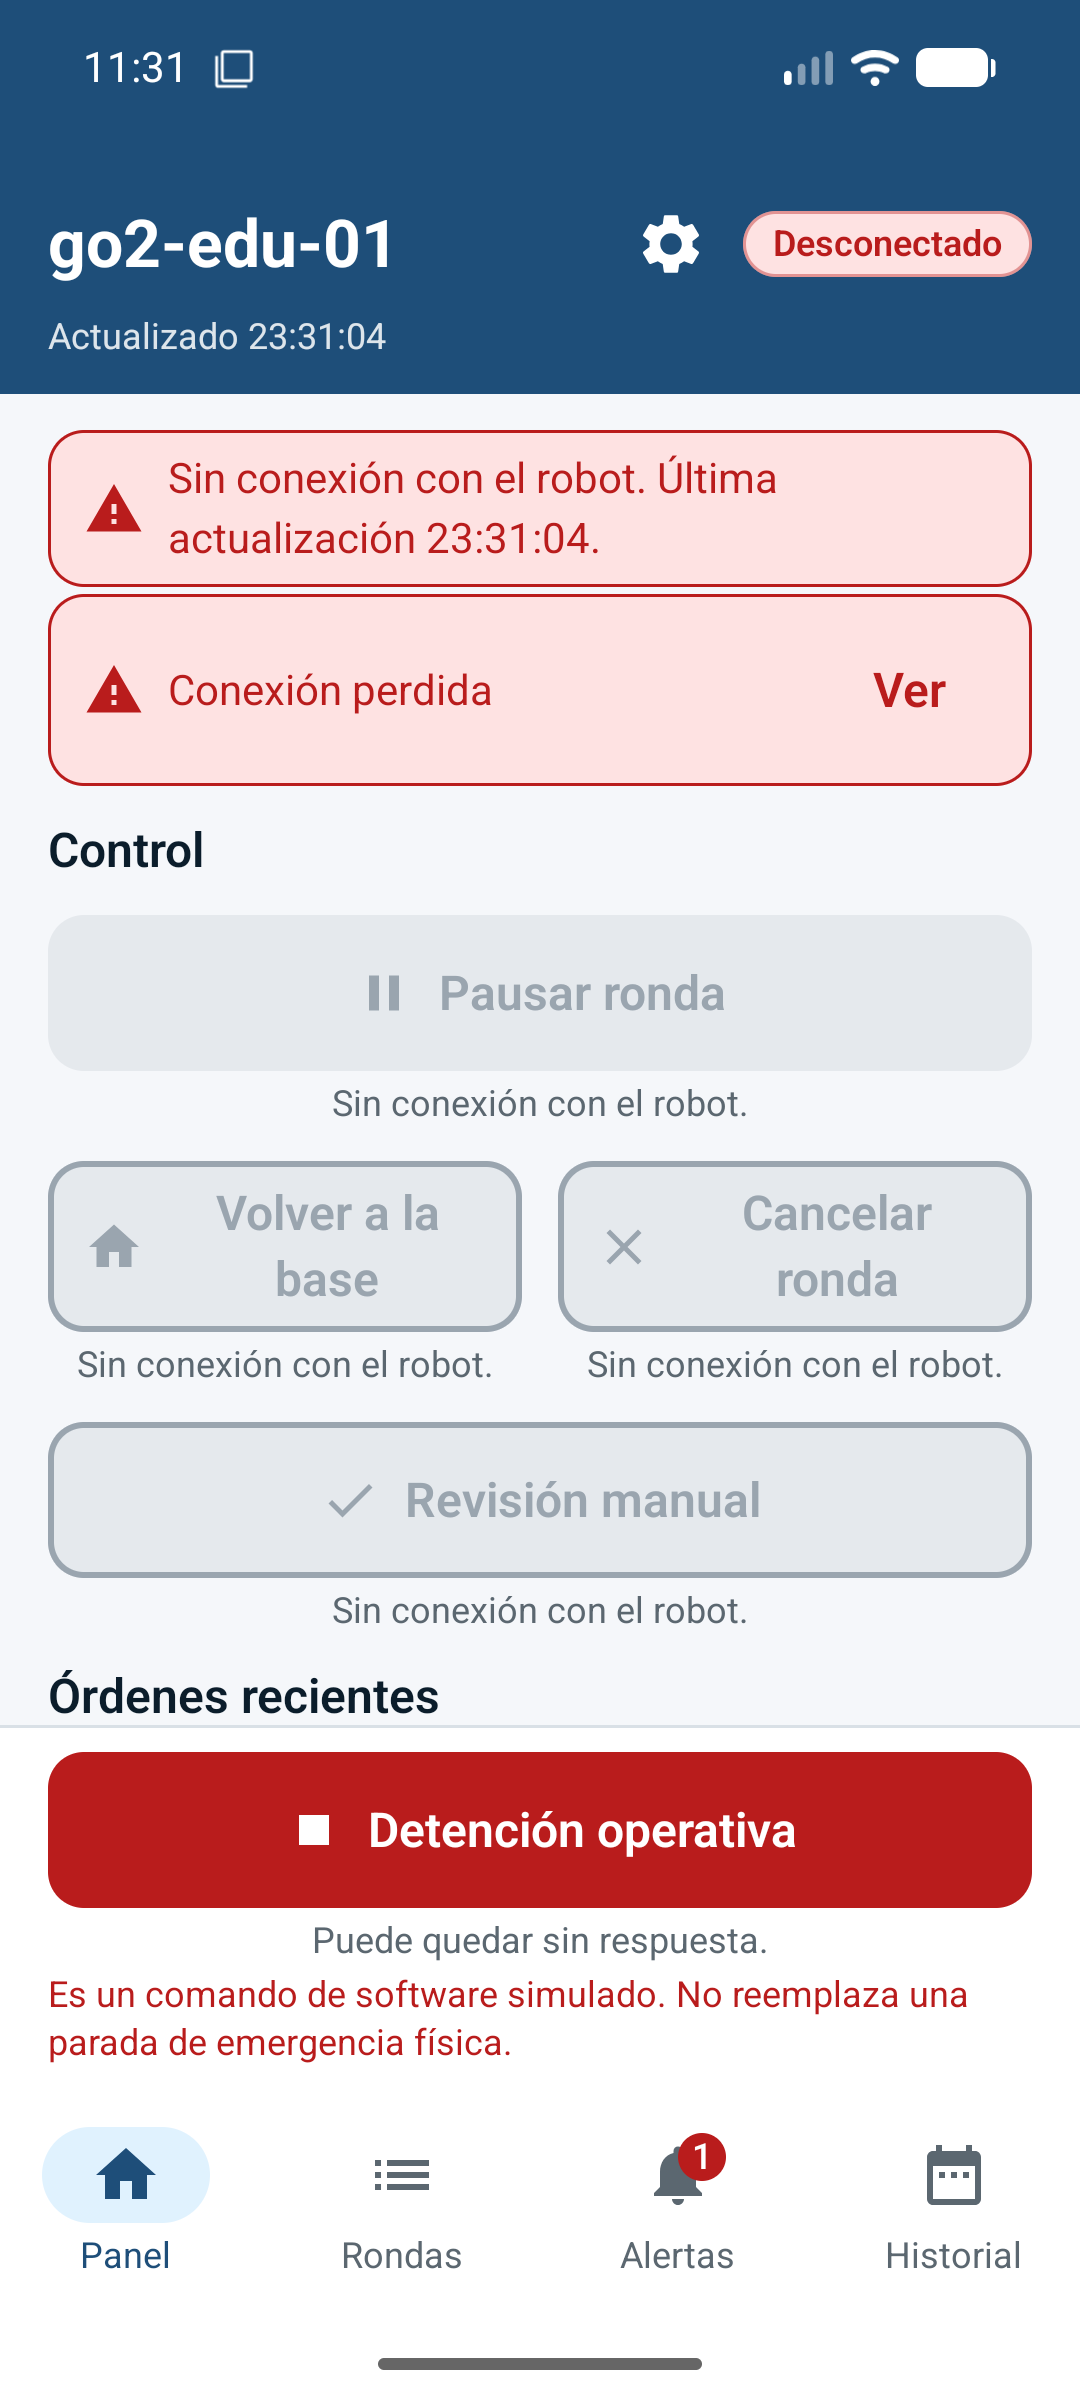 11:31
go2-edu-01
Desconectado
Actualizado 23:31:04
Sin conexión con el robot. Última
actualización 23:31:04.
Conexión perdida
Ver
Control
Pausar ronda
Sin conexión con el robot.
Volver a la
base
Cancelar
ronda
Sin conexión con el robot.
Sin conexión con el robot.
Revisión manual
Sin conexión con el robot.
Órdenes recientes
Detención operativa
Puede quedar sin respuesta.
Es un comando de software simulado. No reemplaza una
parada de emergencia física.
1
Panel
Rondas
Alertas
Historial